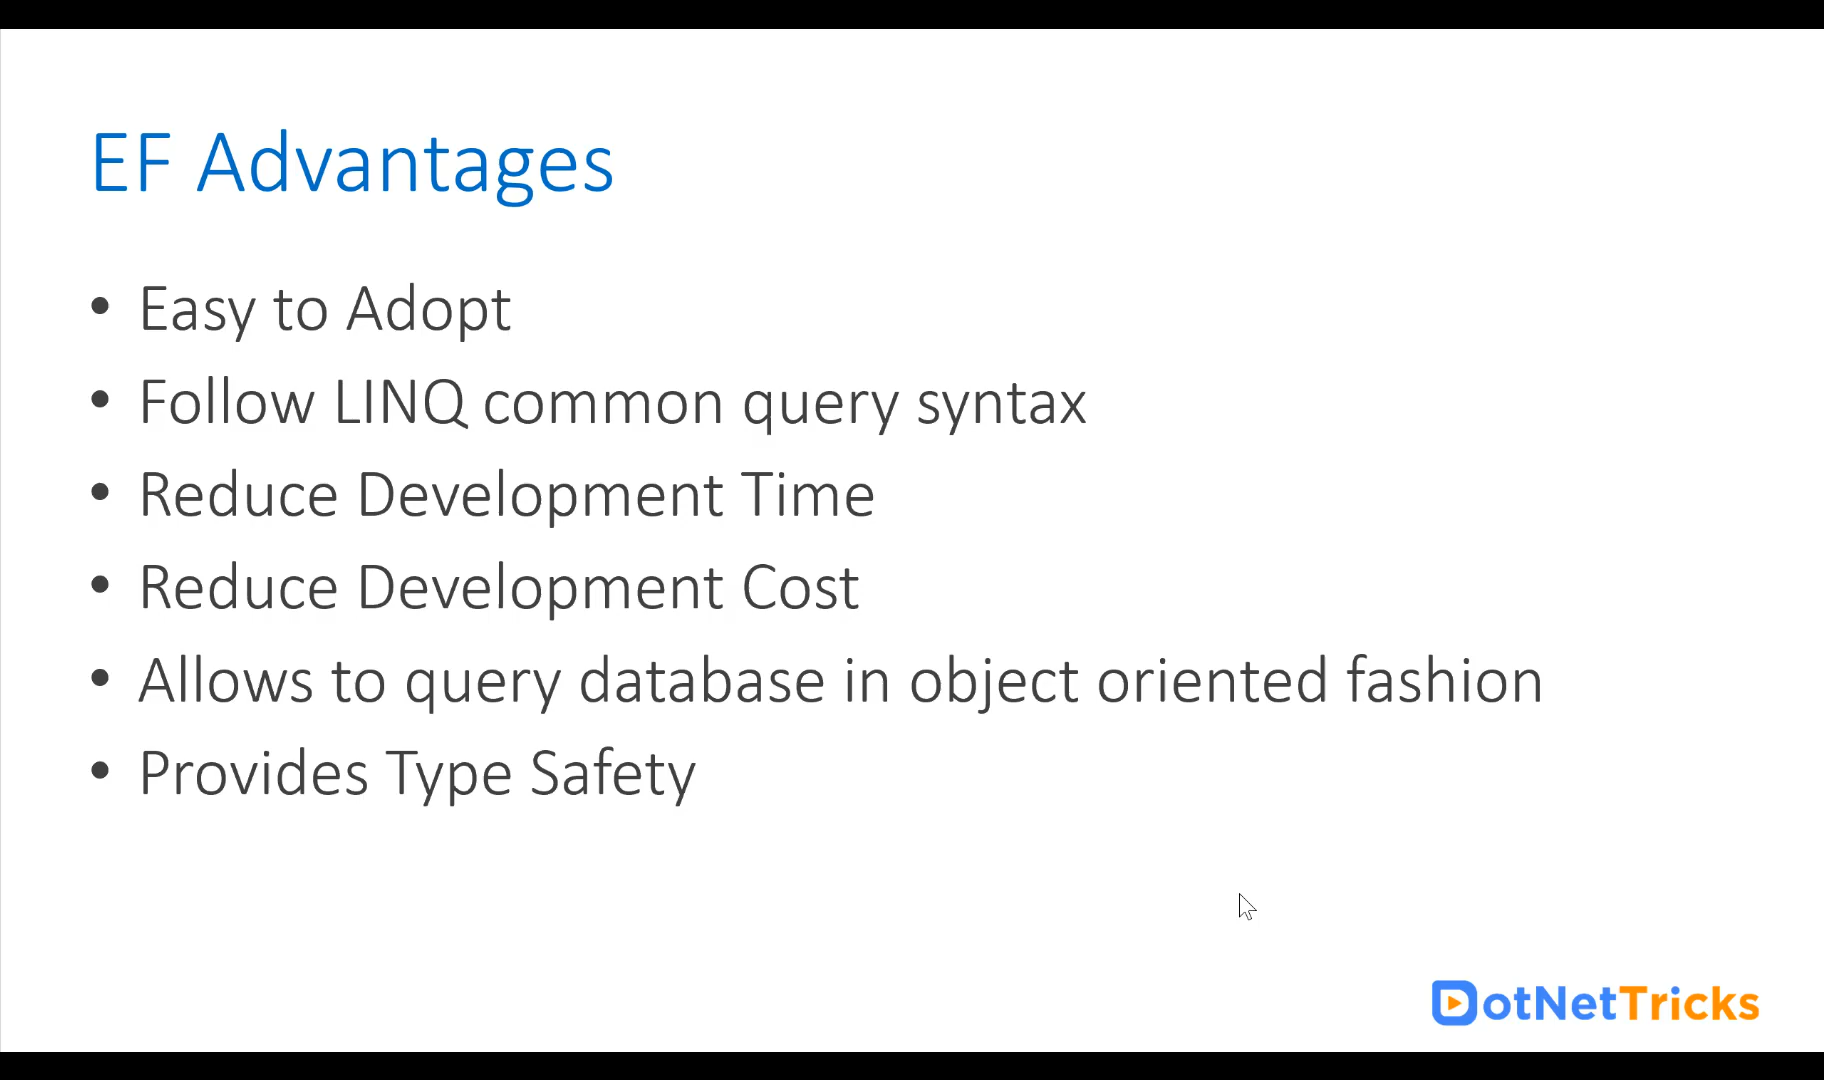 EF Advantages
• Easy to Adopt
• Follow LINQ common query syntax
• Reduce Development Time
• Reduce Development Cost
• Allows to query database in object oriented fashion
• Provides Type Safety
DotNetTricks